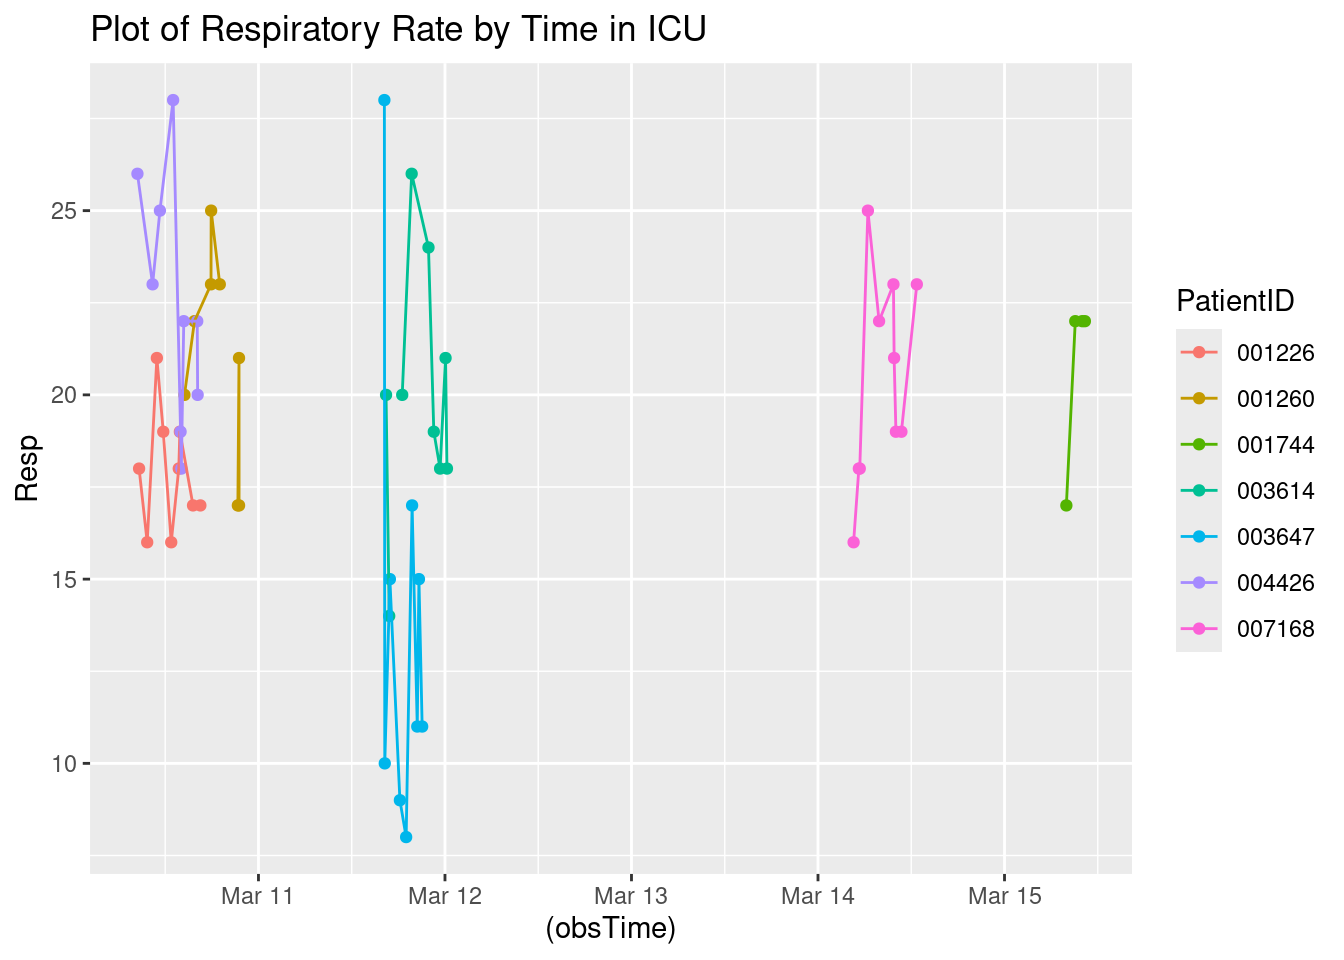 Plot of Respiratory Rate by Time in ICU
25
20
15
10
Resp
Mar 11
Mar 12
Mar 13
Mar 14
Mar 15
(obsTime)
PatientID
001226
001260
001744
003614
003647
004426
007168